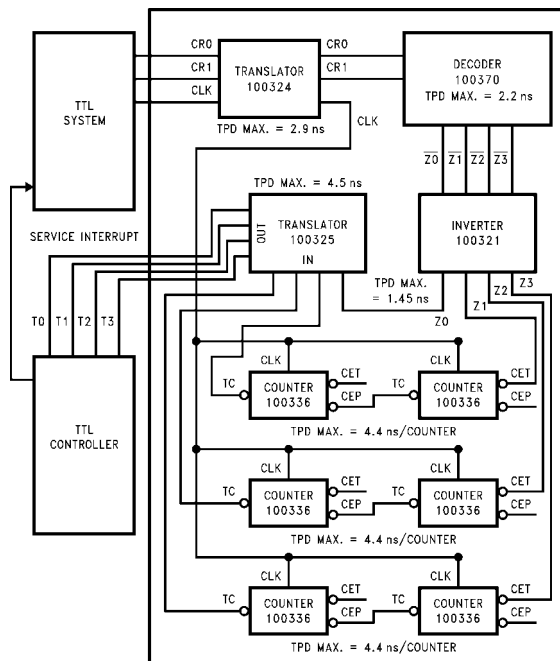 CR0
CR1
CLK
TTL
SYSTEM
TRANSLATOR
100324
TPD MAX. = 2.9 ns
CR0
CR1
CLK
DECODER
100370
TPD MAX. = 2.2 ns
Z0
Z1
Z2
Z3
TPD MAX. = 4.5 ns
SERVICE INTERRUPT
OUT
TRANSLATOR
100325
IN
INVERTER
100321
TPD MAX.
= 1.45 ns
Z0
Z1
Z2
Z3
T0
T1
T2
T3
TTL
CONTROLLER
CLK
CLK
TC
COUNTER
100336
CET
CEP
TC
COUNTER
100336
CET
CEP
TPD MAX. = 4.4 ns/COUNTER
CLK
CLK
TC
COUNTER
100336
CET
CEP
TC
COUNTER
100336
CET
CEP
TPD MAX. = 4.4 ns/COUNTER
CLK
CLK
TC
COUNTER
100336
CET
CEP
TC
COUNTER
100336
CET
CEP
TPD MAX. = 4.4 ns/COUNTER